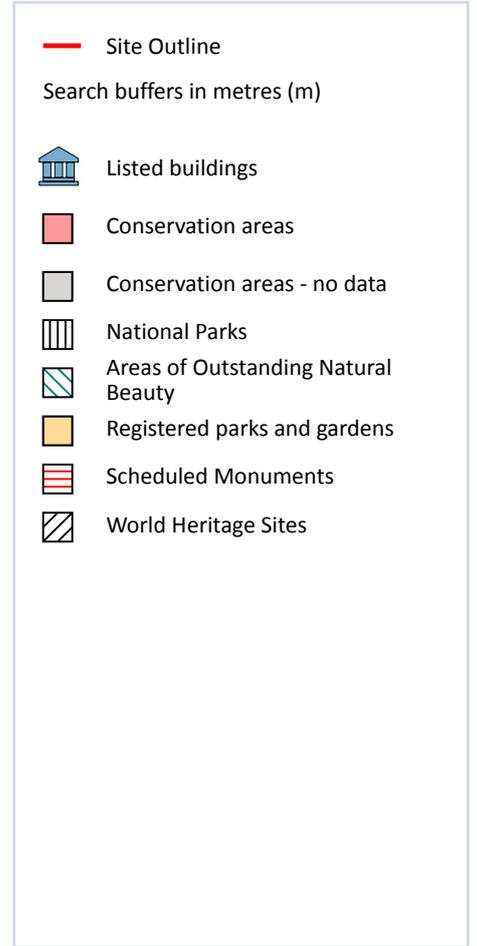 Site Outline
Search buffers in metres (m)
Listed buildings
Conservation areas
Conservation areas - no data
National Parks
Areas of Outstanding Natural
Beauty
Registered parks and gardens
Scheduled Monuments
World Heritage Sites